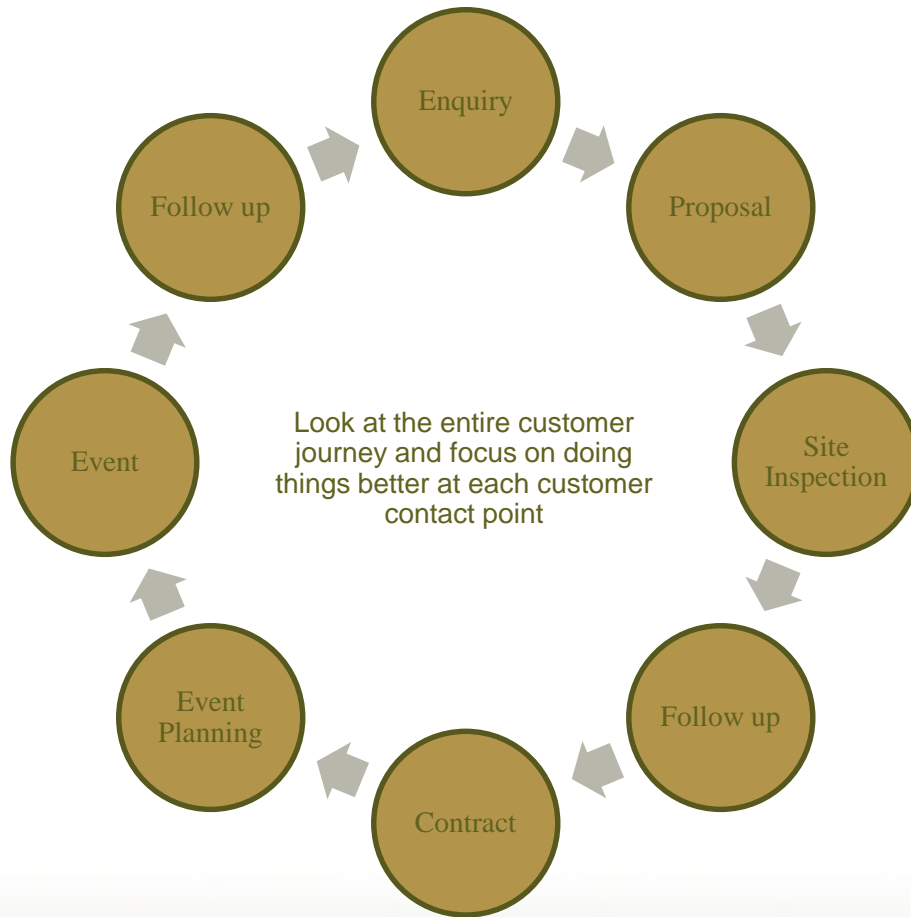 Enquiry
Proposal
Site
Inspection
Follow up
Contract
Event
Planning
Event
Follow up
Look at the entire customer
journey and focus on doing
things better at each customer
contact point